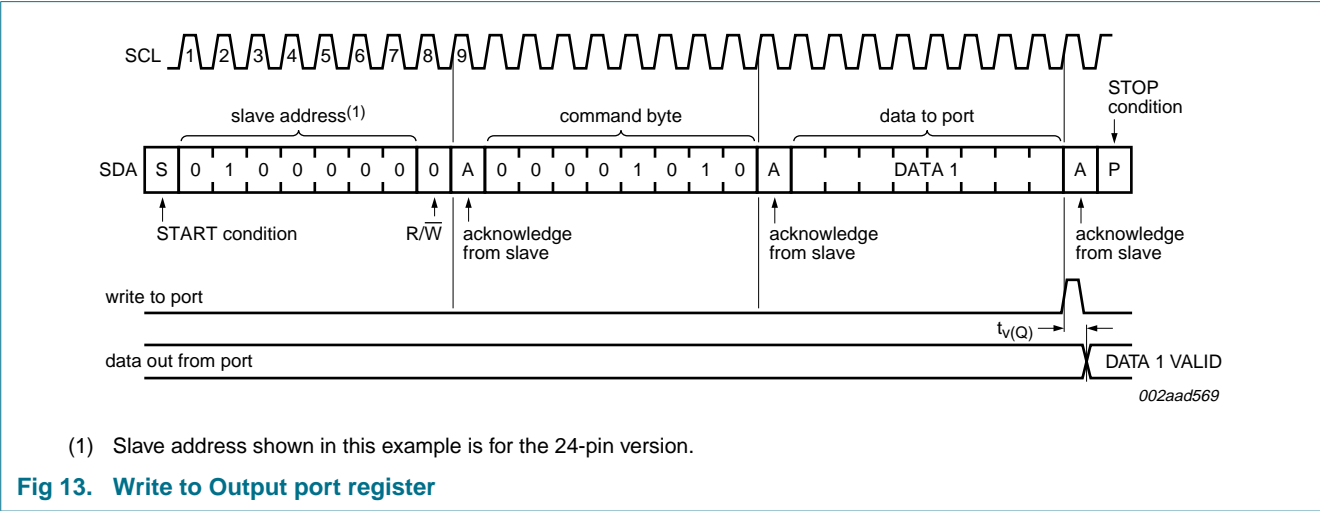 SCL 1 2 3 4 5 6 7 8 9
STOP
condition
slave address(1) command byte data to port
SDA S 0 1 0 0 0 0 0 0 A 0 0 0 0 1 0 1 0 A DATA 1 A P
START condition R/W acknowledge from slave acknowledge from slave acknowledge from slave
write to port
tv(Q)
data out from port DATA 1 VALID
002aad569
(1) Slave address shown in this example is for the 24-pin version.
Fig 13. Write to Output port register